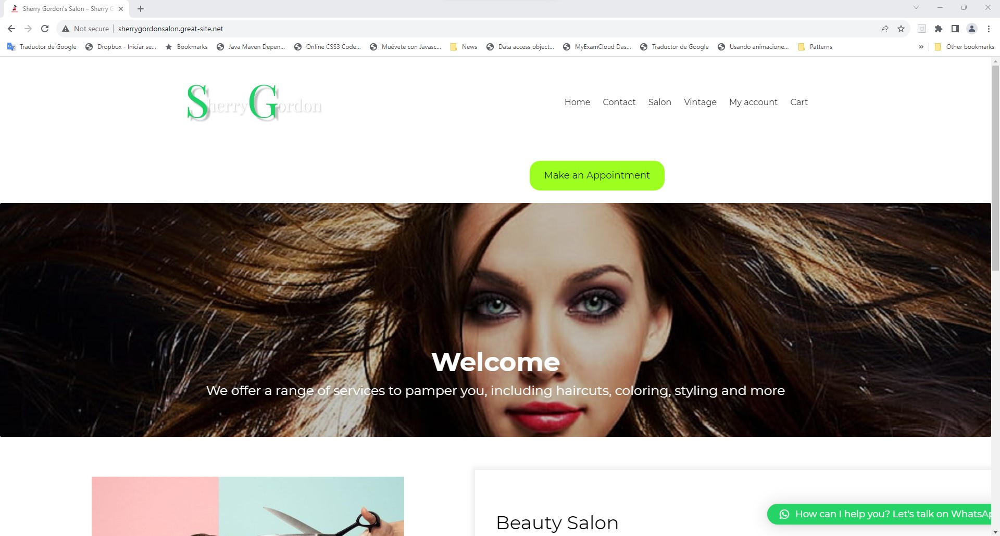 Sherry Gordon's Salon – Sherry G
Not secure sherrygordonsalon.great-site.net
Traductor de Google Dropbox - Iniciar se... Bookmarks Java Maven Depen... Online CSS3 Code... Muévete con Javasc... News Data access object... MyExamCloud Das... Traductor de Google Usando animacione... Patterns » Other bookmarks
Sherry Gordon
Home Contact Salon Vintage My account Cart
Make an Appointment
Welcome
We offer a range of services to pamper you, including haircuts, coloring, styling and more
Beauty Salon
How can I help you? Let's talk on WhatsAp